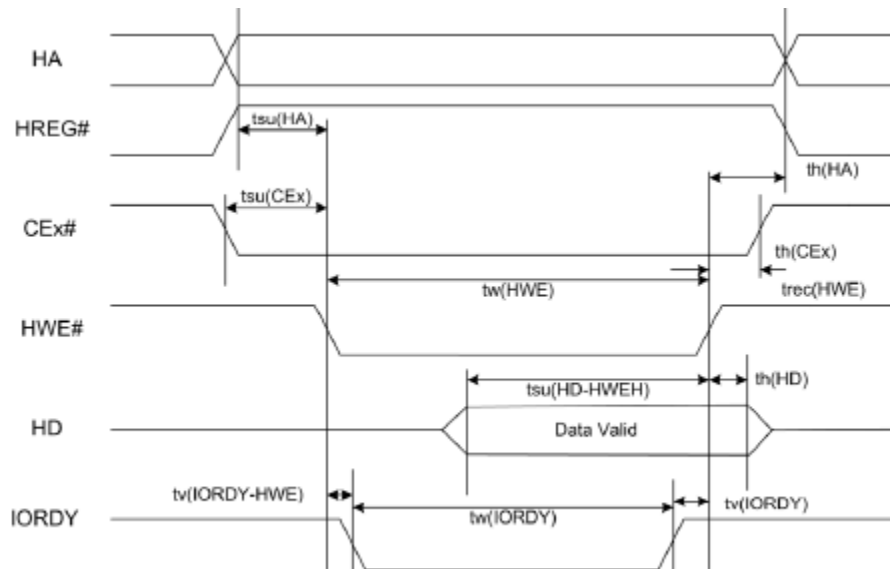 HA
HREG#
tsu(HA)
th(HA)
tsu(CEx)
CEx#
th(CEx)
tw(HWE)
trec(HWE)
HWE#
tsu(HD-HWEH)
th(HD)
HD
Data Valid
tv(IORDY-HWE)
tw(IORDY)
tv(IORDY)
IORDY